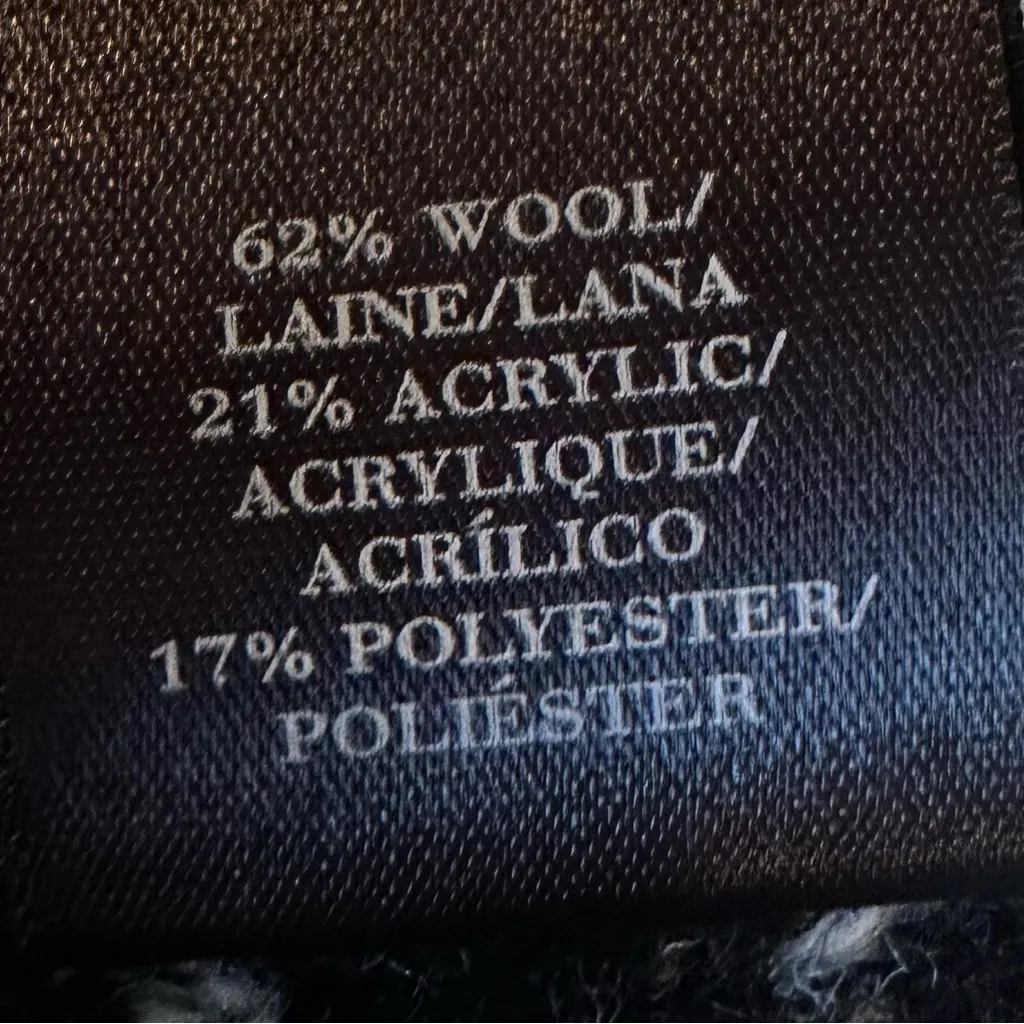 62% WOOL/
LAINE/LANA
21% ACRYLIC/
ACRYLIQUE/
ACRÍLICO
17% POLYESTER/
POLIÉSTER